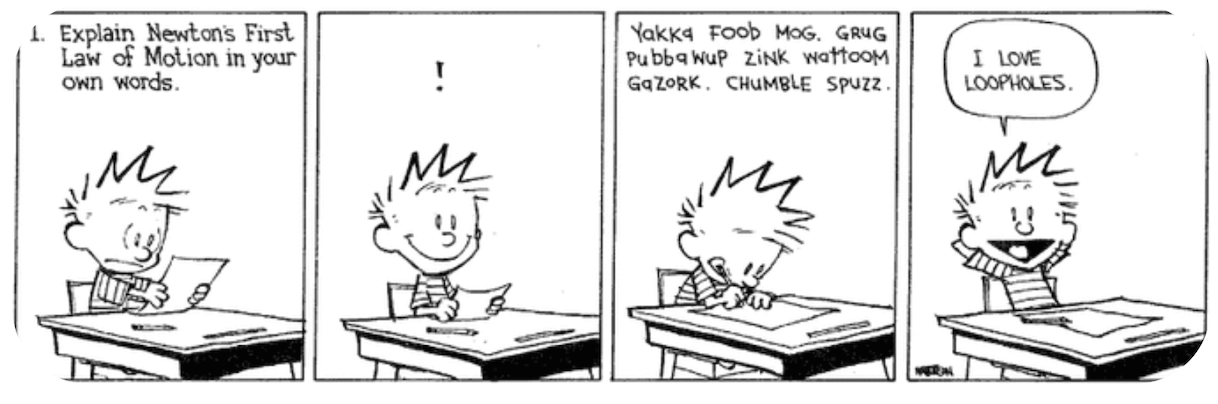 1. Explain Newton's First
Law of Motion in your
own words.
!
Yakka FOOB MOG. GRUG
PubbaWUP ZINK WattOOM
GaZORK. CHUMBLE SPUZZ.
I LOVE
LOOPHOLES.